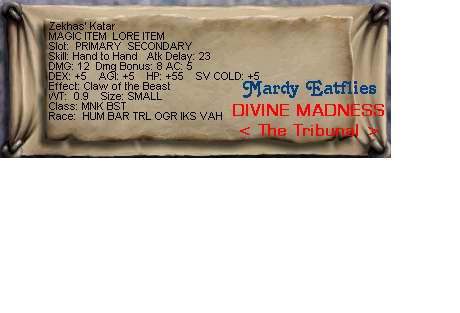 Zekhas' Katar
MAGIC ITEM LORE ITEM
Slot: PRIMARY SECONDARY
Skill: Hand to Hand Atk Delay: 23
DMG: 12 Dmg Bonus: 8 AC: 5
DEX: +5 AGI: +5 HP: +55 SV COLD: +5
Effect: Claw of the Beast
WT: 0.9 Size: SMALL
Class: MNK BST
Race: HUM BAR TRL OGR IKS VAH
Mardy Eatflies
DIVINE MADNESS
< The Tribunal >